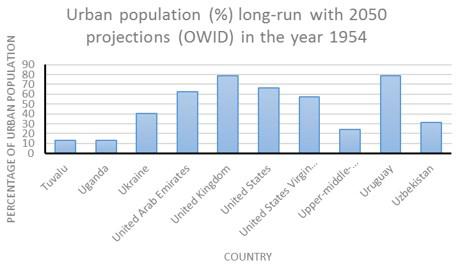 Urban population (%) long-run with 2050
projections (OWID) in the year 1954
PERCENTAGE OF URBAN POPULATION
90
80
70
60
50
40
30
20
10
0
Tuvalu
Uganda
Ukraine
United Arab Emirates
United Kingdom
United States
United States Virgin...
Upper-middle-...
Uruguay
Uzbekistan
COUNTRY